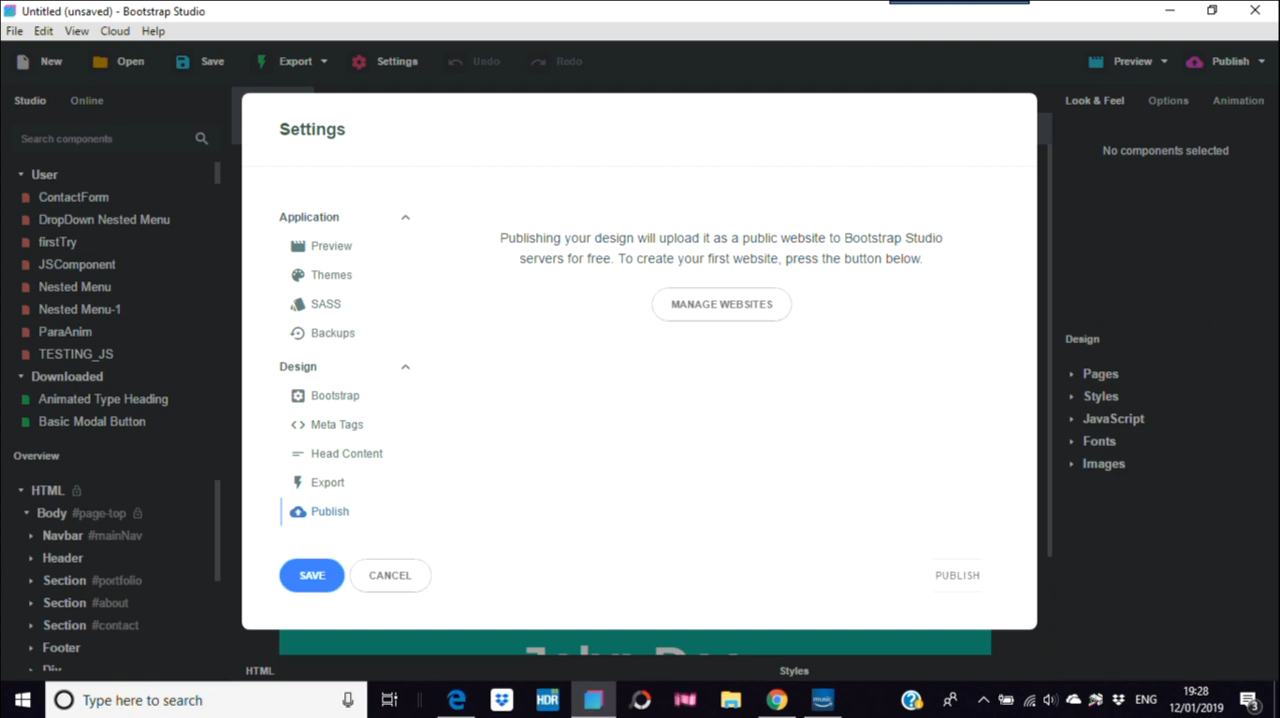 Untitled (unsaved) - Bootstrap Studio
File Edit View Cloud Help
New Open Save Export Settings Undo Redo Preview Publish
Studio Online
Look & Feel Options Animation
Search components
No components selected
User
ContactForm
DropDown Nested Menu
firstTry
JSComponent
Nested Menu
Nested Menu-1
ParaAnim
TESTING_JS
Downloaded
Animated Type Heading
Basic Modal Button
Overview
HTML
Body #page-top
Navbar #mainNav
Header
Section #portfolio
Section #about
Section #contact
Footer
Div
Settings
Application
Preview
Themes
SASS
Backups
Design
Bootstrap
Meta Tags
Head Content
Export
Publish
Publishing your design will upload it as a public website to Bootstrap Studio
servers for free. To create your first website, press the button below.
MANAGE WEBSITES
SAVE CANCEL PUBLISH
Design
Pages
Styles
JavaScript
Fonts
Images
HTML Styles
Type here to search
HDR
music
ENG
19:28
12/01/2019
3